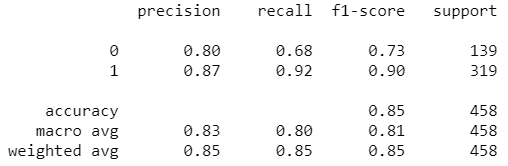 precision recall f1-score support
0 0.80 0.68 0.73 139
1 0.87 0.92 0.90 319
accuracy 0.85 458
macro avg 0.83 0.80 0.81 458
weighted avg 0.85 0.85 0.85 458